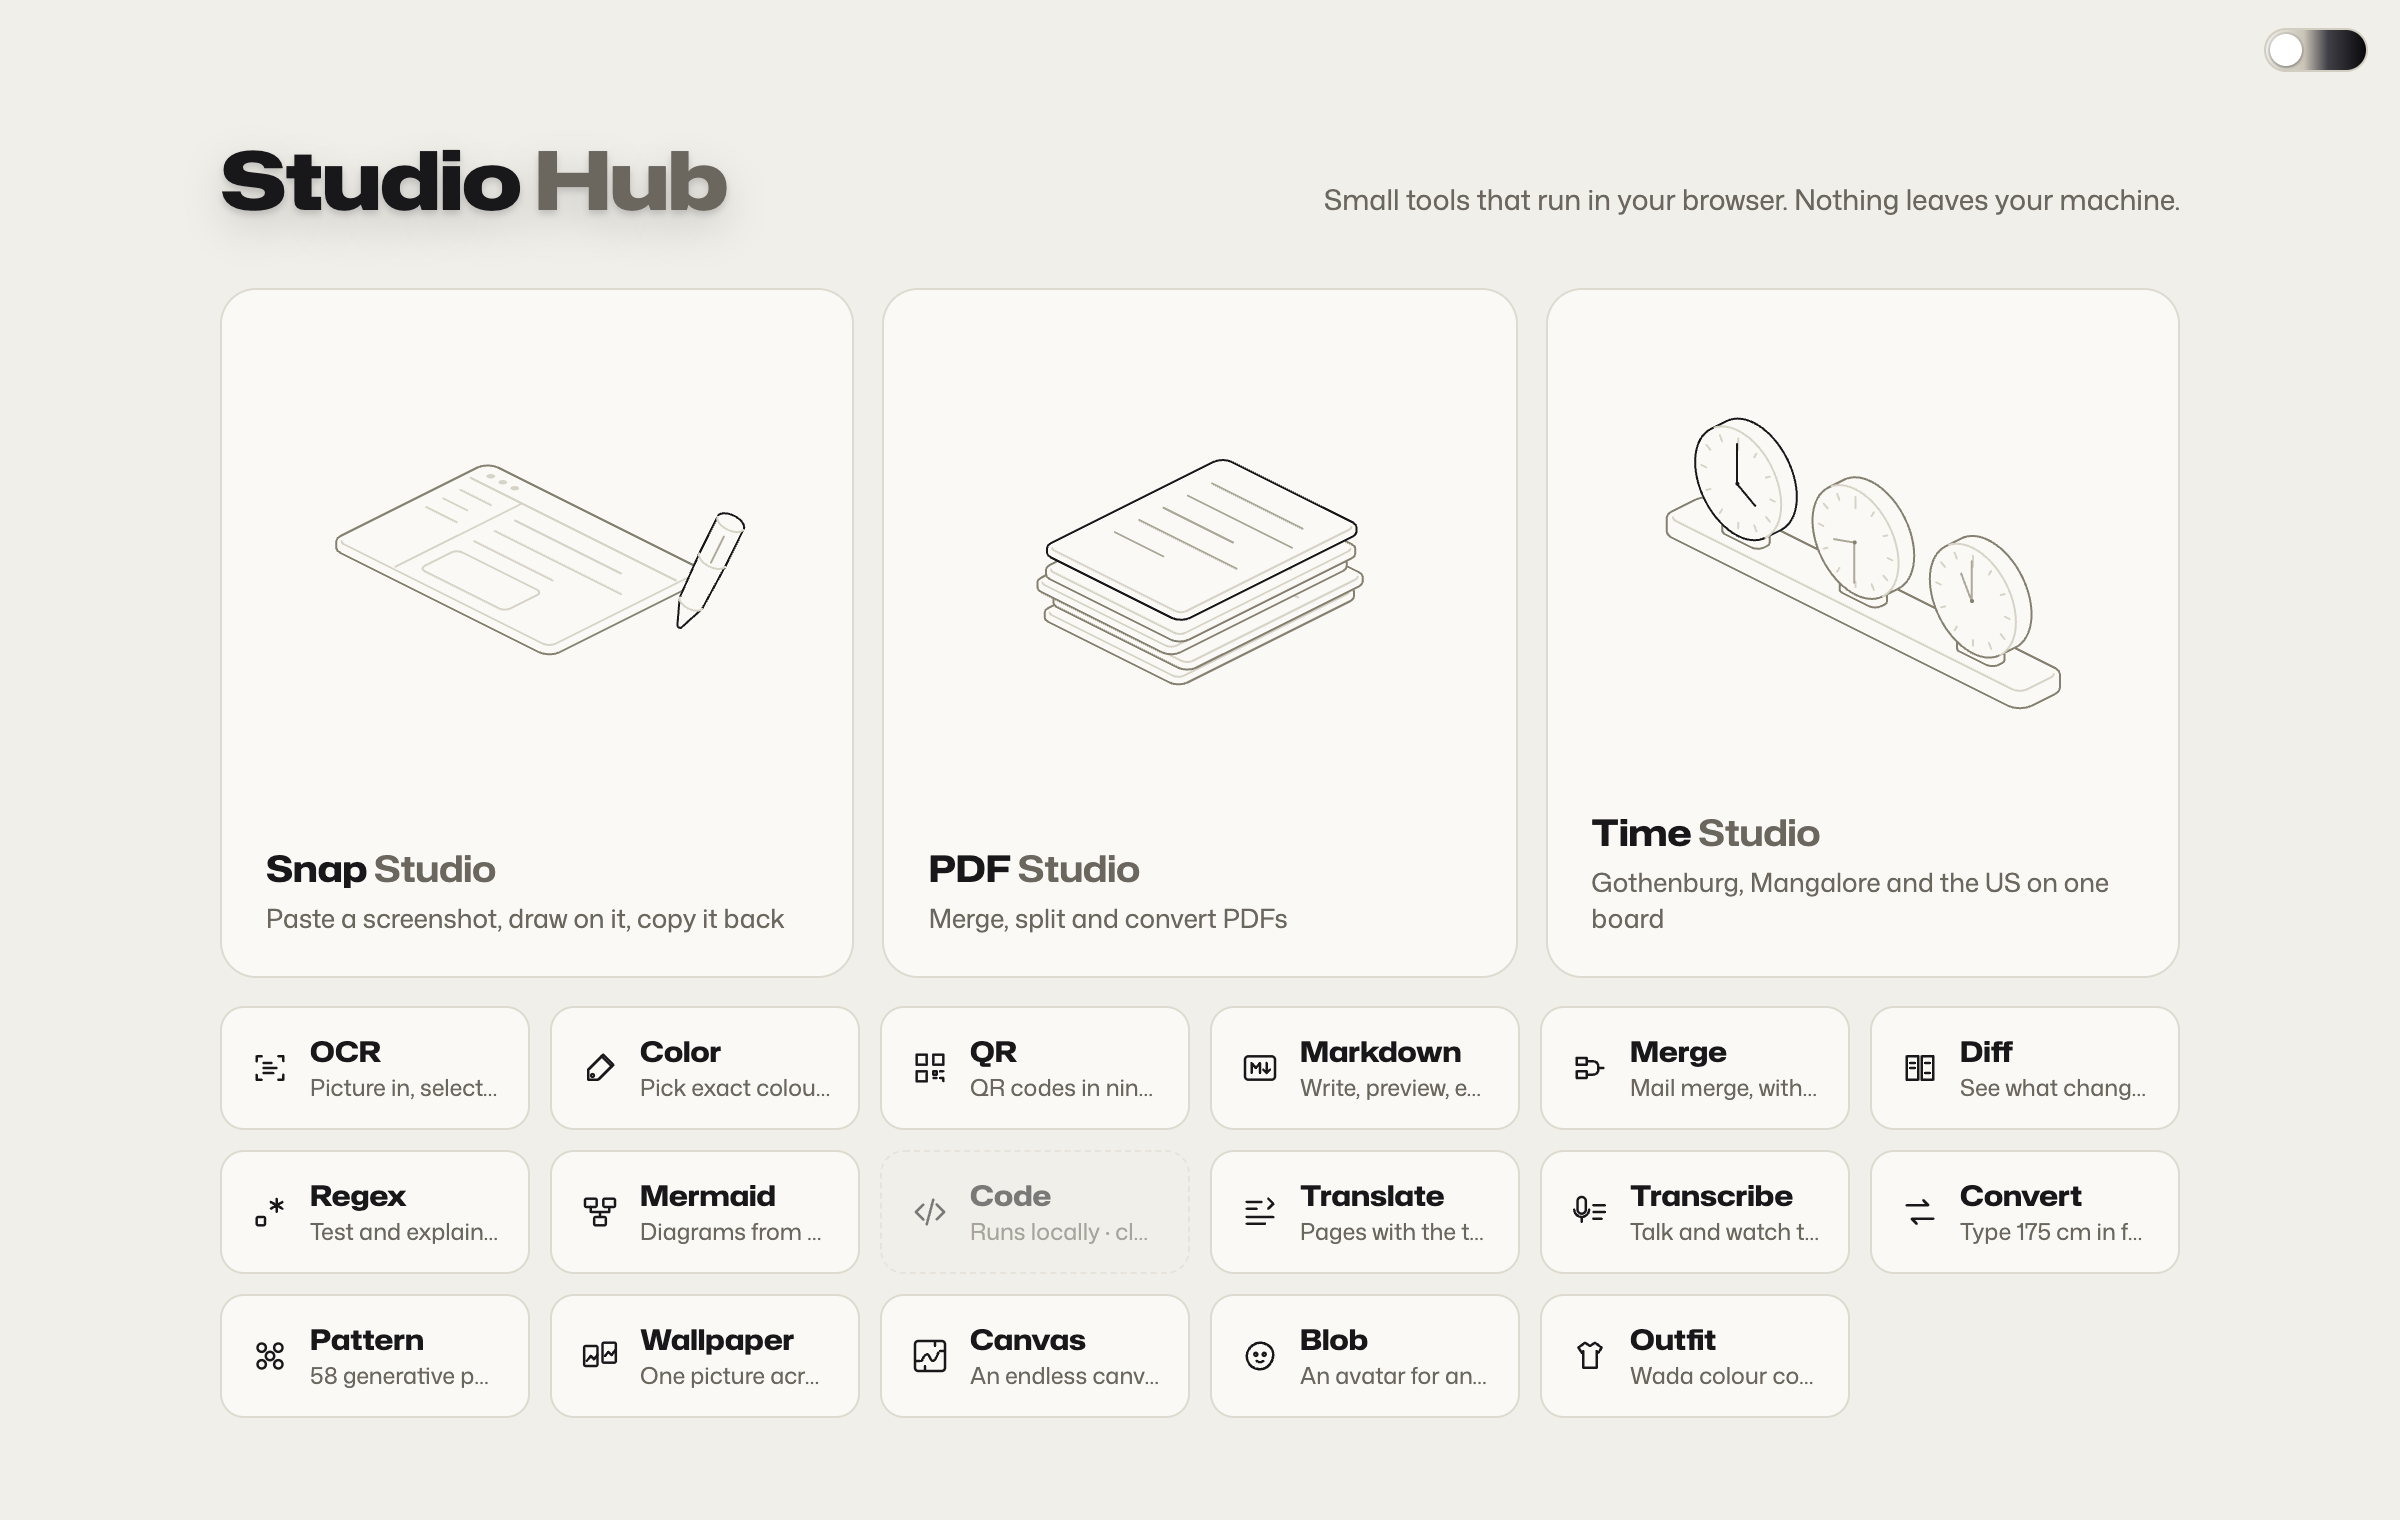 Studio Hub
Small tools that run in your browser. Nothing leaves your machine.
Snap Studio
Paste a screenshot, draw on it, copy it back
PDF Studio
Merge, split and convert PDFs
Time Studio
Gothenburg, Mangalore and the US on one
board
OCR
Picture in, select...
Color
Pick exact colou...
QR
QR codes in nin...
Markdown
Write, preview, e...
Merge
Mail merge, with...
Diff
See what chang...
Regex
Test and explain...
Mermaid
Diagrams from ...
Code
Runs locally · cl...
Translate
Pages with the t...
Transcribe
Talk and watch t...
Convert
Type 175 cm in f...
Pattern
58 generative p...
Wallpaper
One picture acr...
Canvas
An endless canv...
Blob
An avatar for an...
Outfit
Wada colour co...